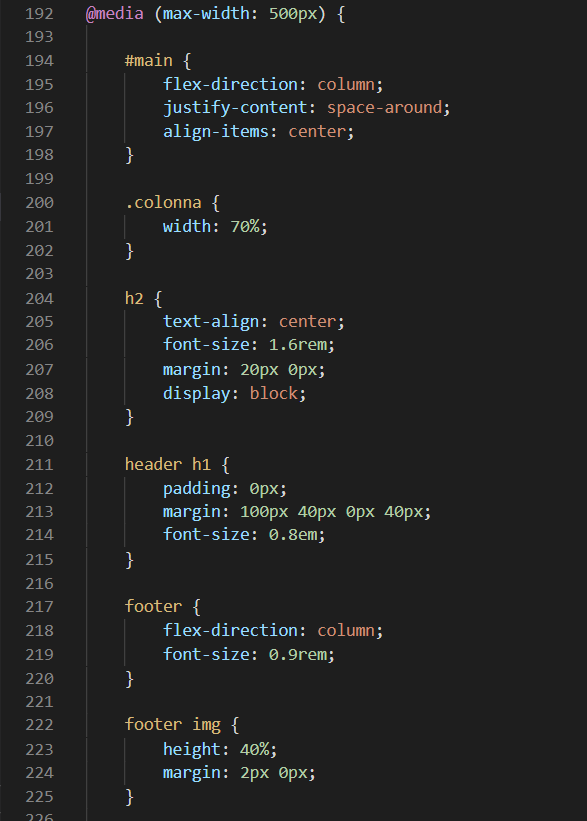 192 @media (max-width: 500px) {
193
194 #main {
195 flex-direction: column;
196 justify-content: space-around;
197 align-items: center;
198 }
199
200 .colonna {
201 width: 70%;
202 }
203
204 h2 {
205 text-align: center;
206 font-size: 1.6rem;
207 margin: 20px 0px;
208 display: block;
209 }
210
211 header h1 {
212 padding: 0px;
213 margin: 100px 40px 0px 40px;
214 font-size: 0.8em;
215 }
216
217 footer {
218 flex-direction: column;
219 font-size: 0.9rem;
220 }
221
222 footer img {
223 height: 40%;
224 margin: 2px 0px;
225 }
226